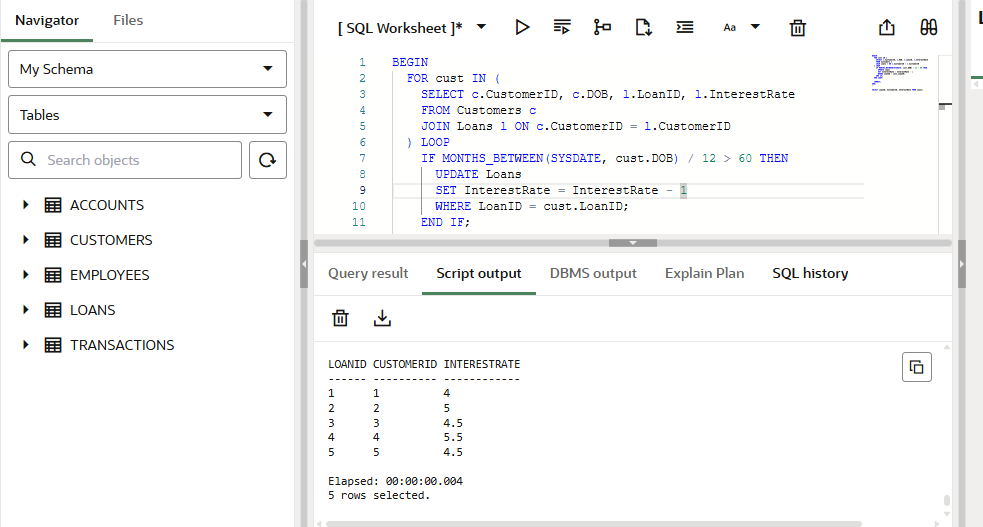 Navigator
Files
My Schema
Tables
Search objects
ACCOUNTS
CUSTOMERS
EMPLOYEES
LOANS
TRANSACTIONS
[ SQL Worksheet ]*
Aa
1 BEGIN
2 FOR cust IN (
3 SELECT c.CustomerID, c.DOB, l.LoanID, l.InterestRate
4 FROM Customers c
5 JOIN Loans l ON c.CustomerID = l.CustomerID
6 ) LOOP
7 IF MONTHS_BETWEEN(SYSDATE, cust.DOB) / 12 > 60 THEN
8 UPDATE Loans
9 SET InterestRate = InterestRate - 1
10 WHERE LoanID = cust.LoanID;
11 END IF;
Query result
Script output
DBMS output
Explain Plan
SQL history
LOANID CUSTOMERID INTERESTRATE
------ ---------- ------------
1 1 4
2 2 5
3 3 4.5
4 4 5.5
5 5 4.5
Elapsed: 00:00:00.004
5 rows selected.